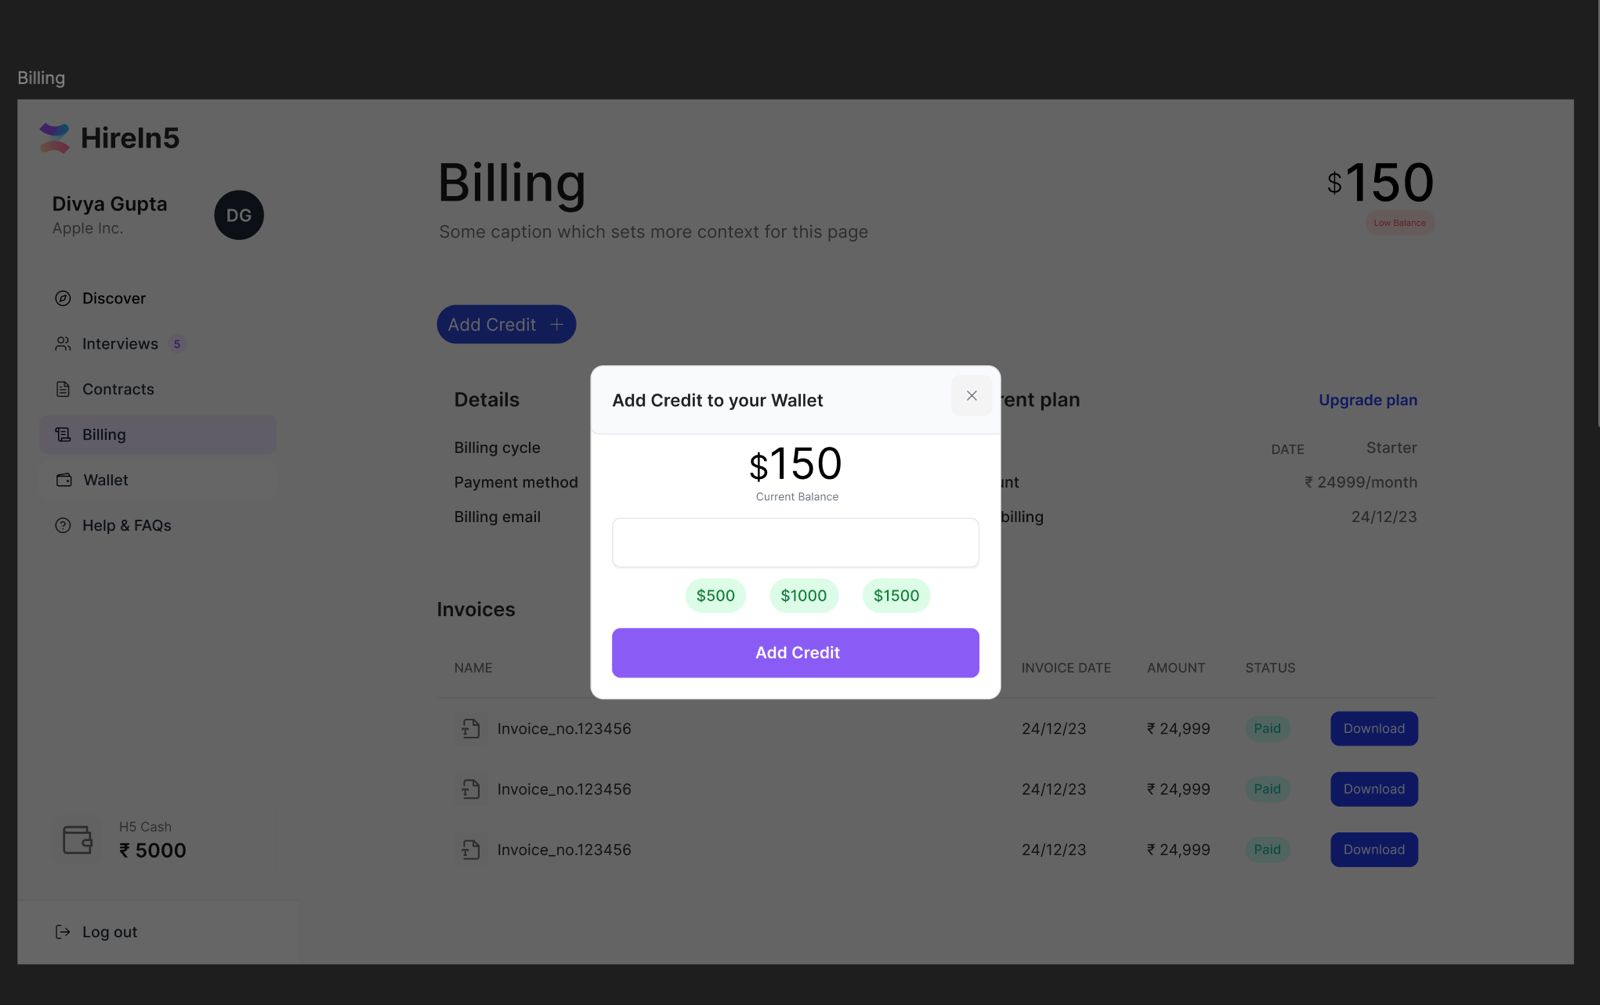 Billing
HireIn5
Divya Gupta
Apple Inc.
DG
Discover
Interviews 5
Contracts
Billing
Wallet
Help & FAQs
H5 Cash
₹ 5000
Log out
Billing
Some caption which sets more context for this page
$150
Low Balance
Add Credit +
Details
Billing cycle
DATE
Payment method
Billing email
rent plan
Upgrade plan
Starter
unt
₹ 24999/month
billing
24/12/23
Add Credit to your Wallet
$150
Current Balance
$500 $1000 $1500
Add Credit
Invoices
NAME INVOICE DATE AMOUNT STATUS
Invoice_no.123456 24/12/23 ₹ 24,999 Paid Download
Invoice_no.123456 24/12/23 ₹ 24,999 Paid Download
Invoice_no.123456 24/12/23 ₹ 24,999 Paid Download